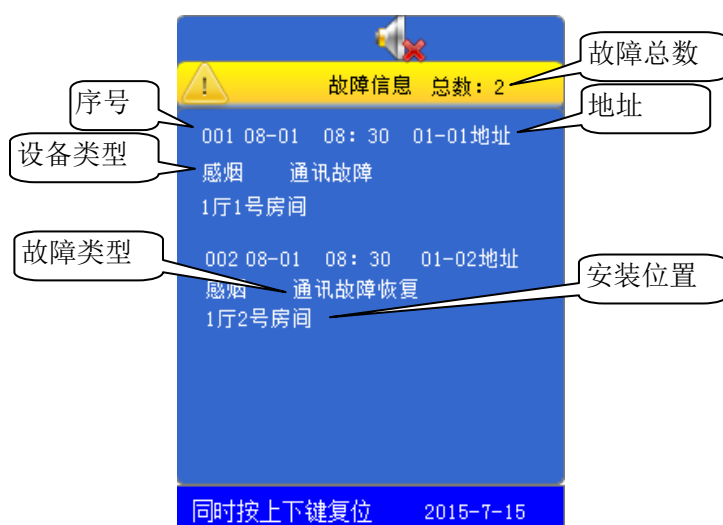 故障总数
故障信息 总数: 2
序号
地址
001 08-01 08: 30 01-01地址
设备类型
感烟 通讯故障
1厅1号房间
故障类型
002 08-01 08: 30 01-02地址
安装位置
感烟 通讯故障恢复
1厅2号房间
同时按上下键复位 2015-7-15